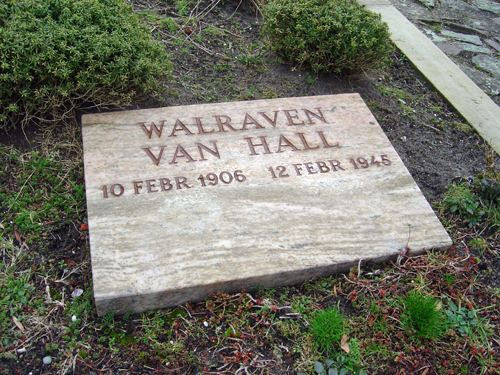 WALRAVEN
VAN HALL
10 FEBR 1906 12 FEBR 1945